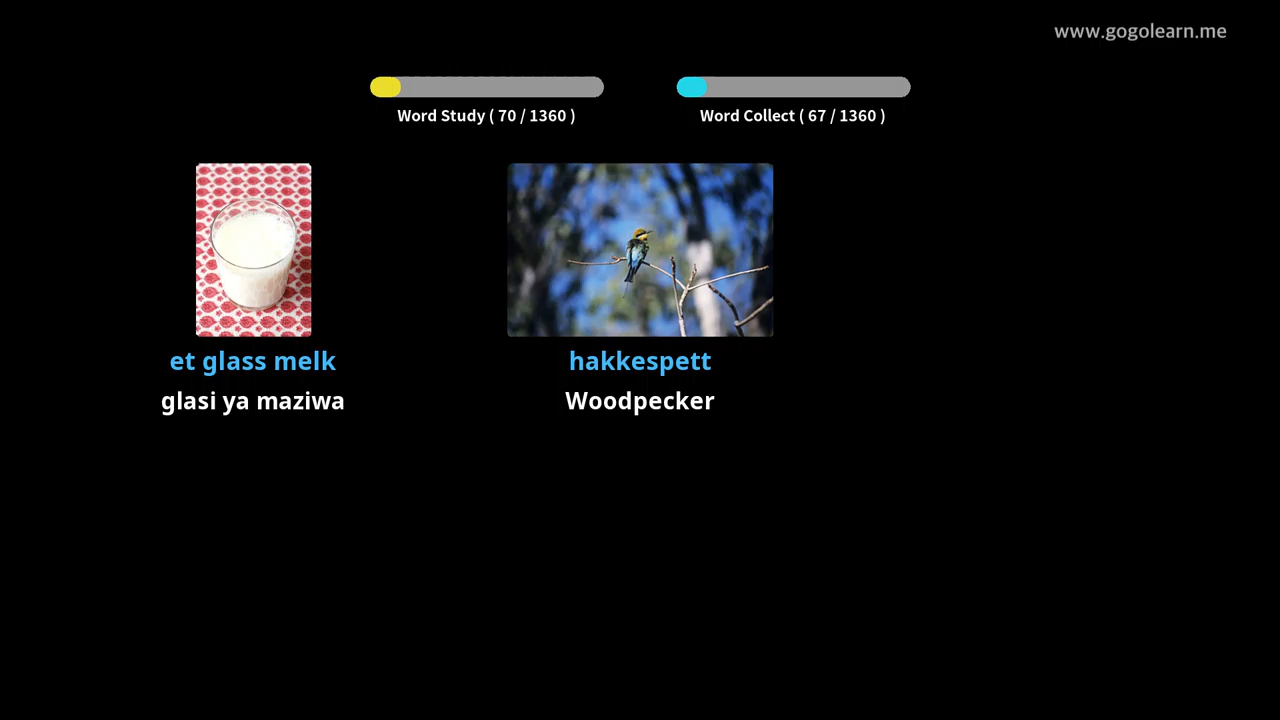 www.gogolearn.me
Word Study ( 70 / 1360 )
Word Collect ( 67 / 1360 )
et glass melk
glasi ya maziwa
hakkespett
Woodpecker